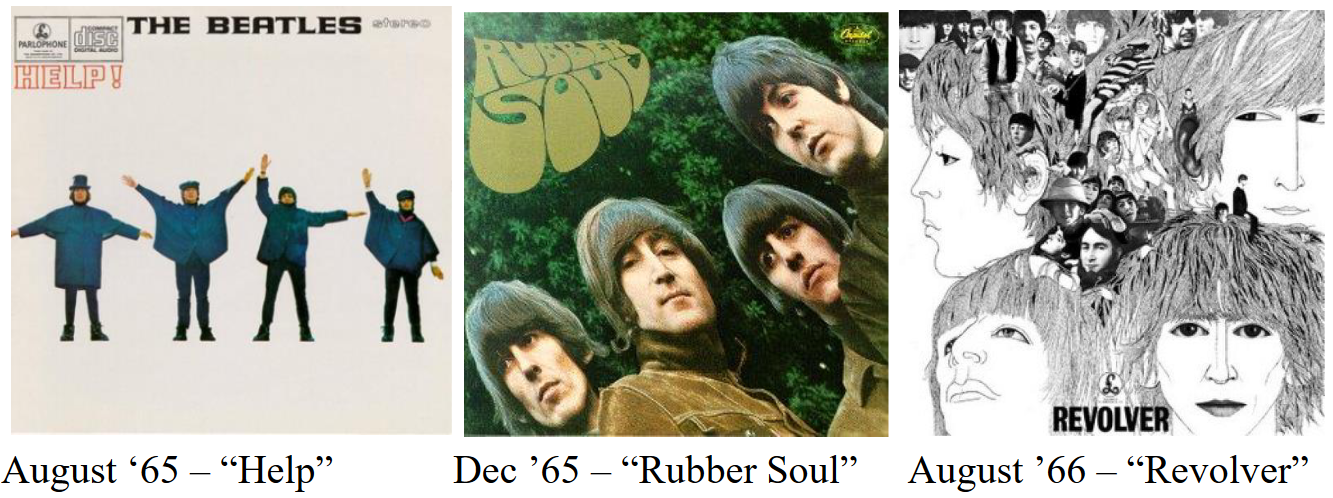 THE BEATLES stereo
PARLOPHONE
COMPACT
disc
DIGITAL AUDIO
HELP!
RUBBER
SOUL
Capitol
REVOLVER
August ‘65 – “Help”
Dec ’65 – “Rubber Soul”
August ’66 – “Revolver”